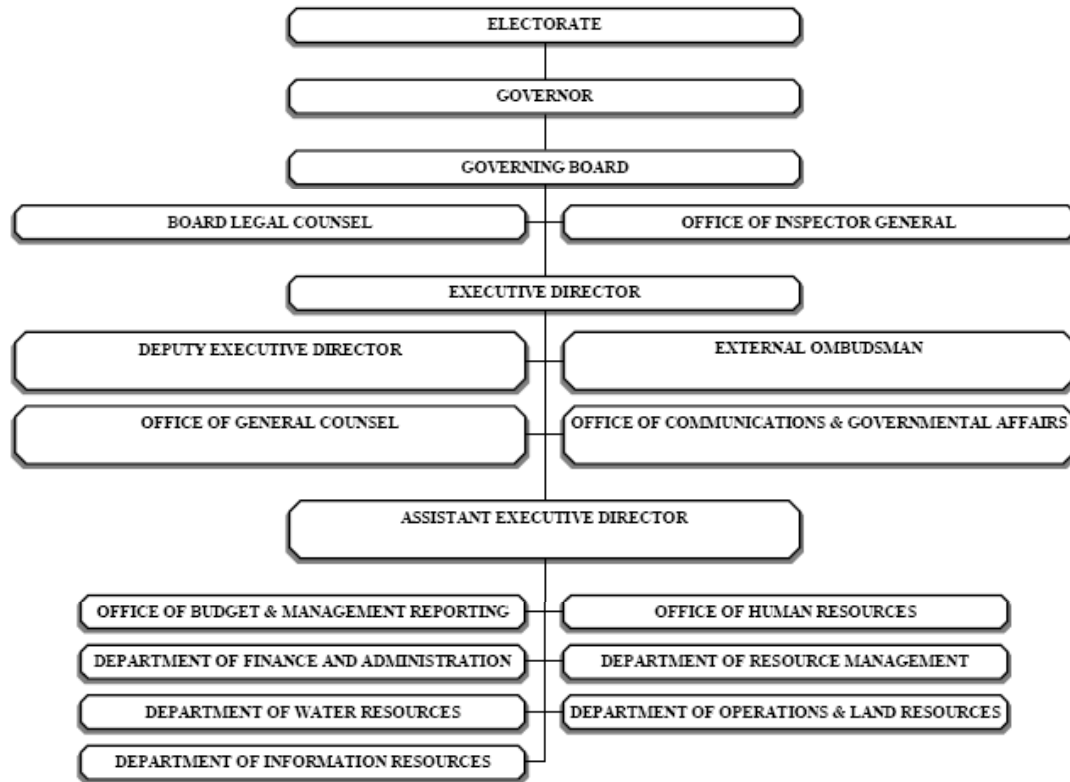 ELECTORATE
GOVERNOR
GOVERNING BOARD
BOARD LEGAL COUNSEL
OFFICE OF INSPECTOR GENERAL
EXECUTIVE DIRECTOR
DEPUTY EXECUTIVE DIRECTOR
EXTERNAL OMBUDSMAN
OFFICE OF GENERAL COUNSEL
OFFICE OF COMMUNICATIONS & GOVERNMENTAL AFFAIRS
ASSISTANT EXECUTIVE DIRECTOR
OFFICE OF BUDGET & MANAGEMENT REPORTING
OFFICE OF HUMAN RESOURCES
DEPARTMENT OF FINANCE AND ADMINISTRATION
DEPARTMENT OF RESOURCE MANAGEMENT
DEPARTMENT OF WATER RESOURCES
DEPARTMENT OF OPERATIONS & LAND RESOURCES
DEPARTMENT OF INFORMATION RESOURCES